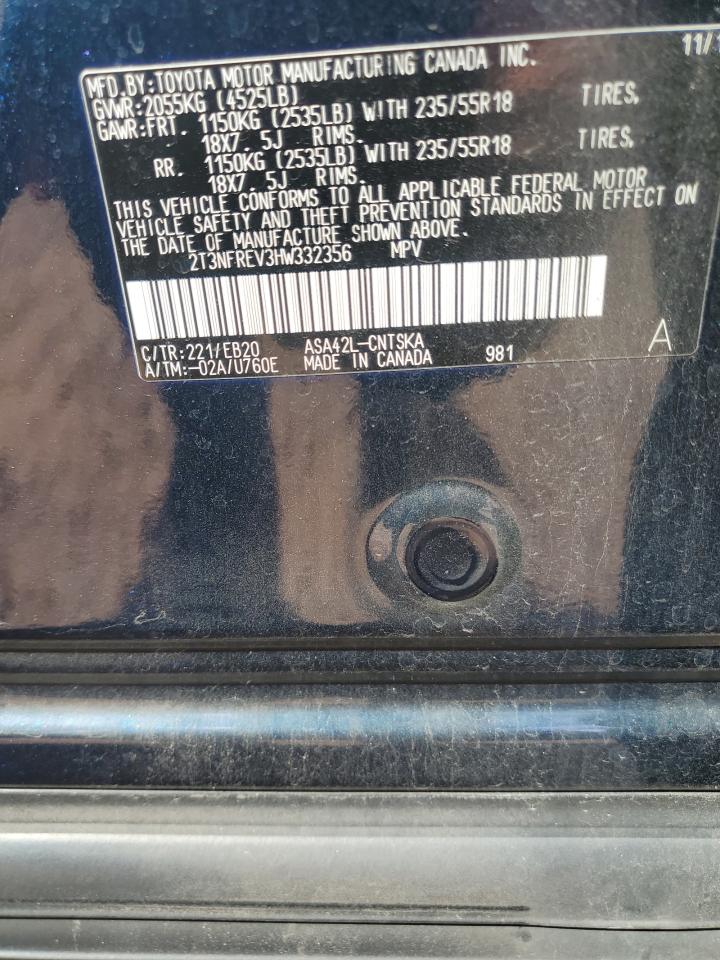 MFD.BY:TOYOTA MOTOR MANUFACTURING CANADA INC. 11/1
GVWR:2055KG (4525LB)
GAWR:FRT. 1150KG (2535LB) WITH 235/55R18 TIRES,
18X7.5J RIMS.
RR. 1150KG (2535LB) WITH 235/55R18 TIRES,
18X7.5J RIMS.
THIS VEHICLE CONFORMS TO ALL APPLICABLE FEDERAL MOTOR
VEHICLE SAFETY AND THEFT PREVENTION STANDARDS IN EFFECT ON
THE DATE OF MANUFACTURE SHOWN ABOVE.
2T3NFREV3HW332356 MPV
C/TR:221/EB20 ASA42L-CNTSKA
A/TM:-02A/U760E MADE IN CANADA 981 A